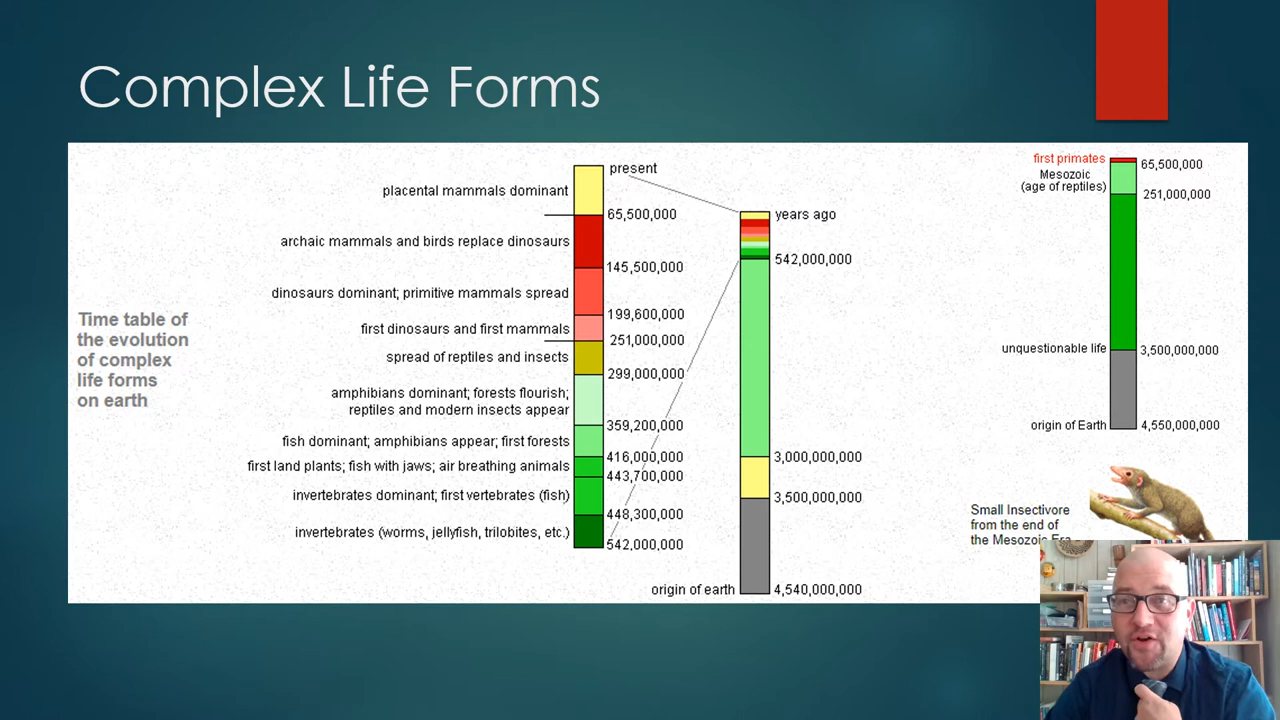 Complex Life Forms
Time table of
the evolution
of complex
life forms
on earth
present
placental mammals dominant
65,500,000
archaic mammals and birds replace dinosaurs
145,500,000
dinosaurs dominant; primitive mammals spread
199,600,000
first dinosaurs and first mammals
251,000,000
spread of reptiles and insects
299,000,000
amphibians dominant; forests flourish;
reptiles and modern insects appear
359,200,000
fish dominant; amphibians appear; first forests
416,000,000
first land plants; fish with jaws; air breathing animals
443,700,000
invertebrates dominant; first vertebrates (fish)
448,300,000
invertebrates (worms, jellyfish, trilobites, etc.)
542,000,000
years ago
542,000,000
3,000,000,000
3,500,000,000
origin of earth
4,540,000,000
first primates
65,500,000
Mesozoic
(age of reptiles)
251,000,000
unquestionable life
3,500,000,000
origin of Earth
4,550,000,000
Small Insectivore
from the end of
the Mesozoic Era